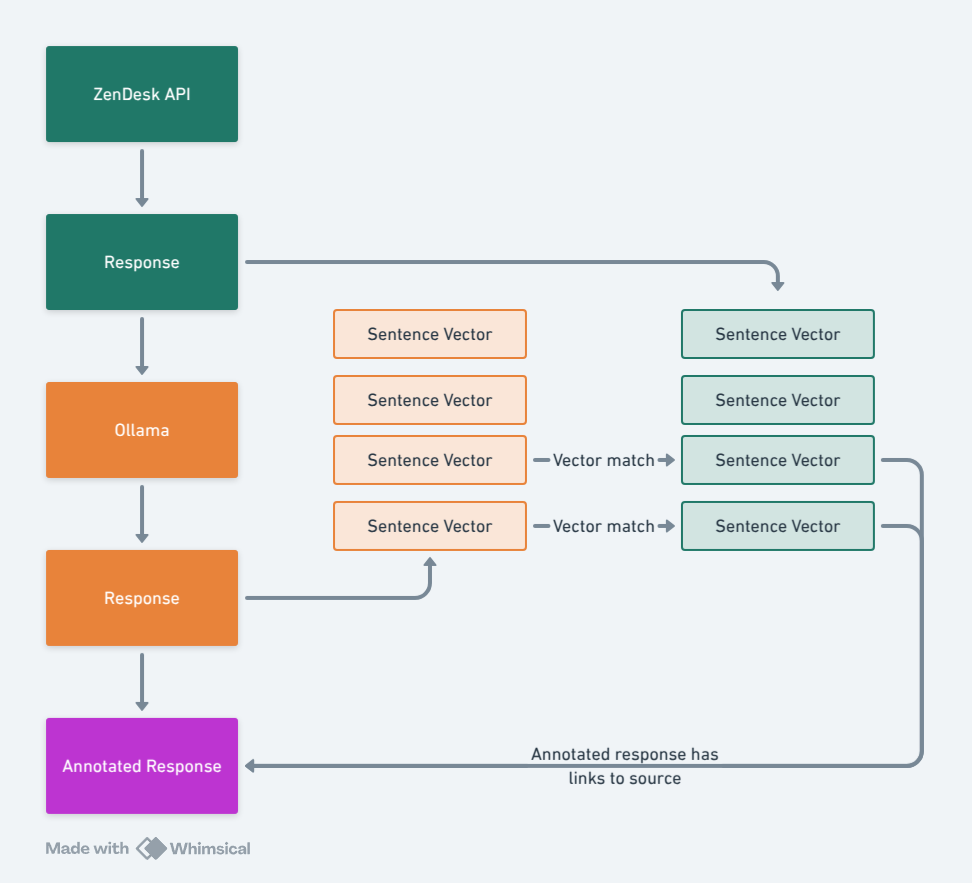 ZenDesk API
Response
Sentence Vector
Sentence Vector
Sentence Vector
Sentence Vector
Ollama
Sentence Vector
Vector match
Sentence Vector
Sentence Vector
Vector match
Sentence Vector
Response
Annotated Response
Annotated response has
links to source
Made with Whimsical